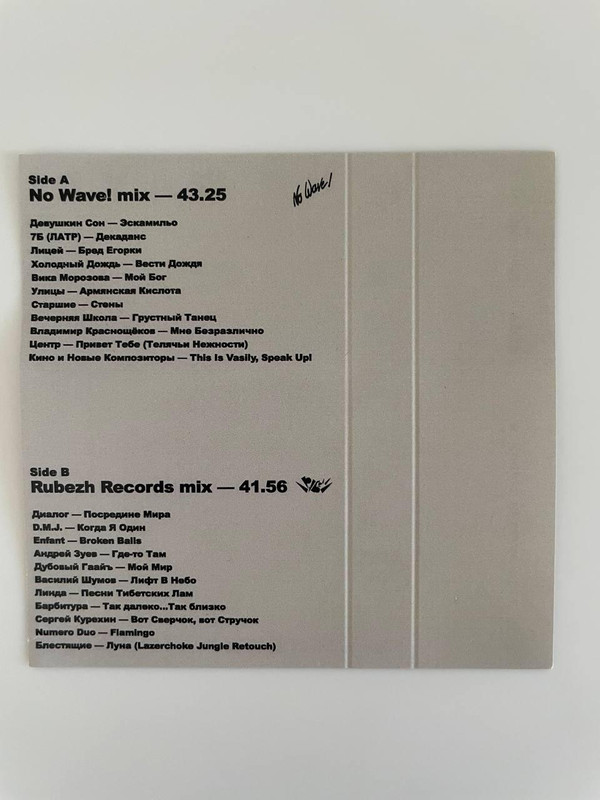 Side A
No Wave! mix — 43.25
No Wave!
Девушкин Сон — Эскамильо
7Б (ЛАТР) — Декаданс
Лицей — Бред Егорки
Холодный Дождь — Вести Дождя
Вика Морозова — Мой Бог
Улицы — Армянская Кислота
Старшие — Стены
Вечерняя Школа — Грустный Танец
Владимир Краснощёков — Мне Безразлично
Центр — Привет Тебе (Телячьи Нежности)
Кино и Новые Композиторы — This Is Vasily, Speak Up!
Side B
Rubezh Records mix — 41.56
Диалог — Посредине Мира
D.M.J. — Когда Я Один
Enfant — Broken Balls
Андрей Зуев — Где-то Там
Дубовый Гаайъ — Мой Мир
Василий Шумов — Лифт В Небо
Линда — Песни Тибетских Лам
Барбитура — Так далеко...Так близко
Сергей Курехин — Вот Сверчок, вот Стручок
Numero Duo — Flamingo
Блестящие — Луна (Lazerchoke Jungle Retouch)